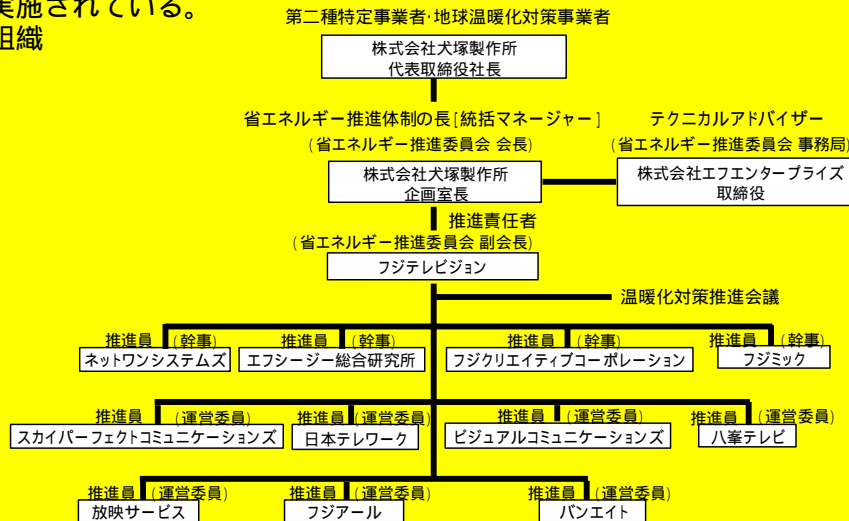 実施されている。
組織
第二種特定事業者・地球温暖化対策事業者
株式会社犬塚製作所
代表取締役社長
省エネルギー推進体制の長[統括マネージャー]
テクニカルアドバイザー
(省エネルギー推進委員会 会長)
(省エネルギー推進委員会 事務局)
株式会社犬塚製作所
企画室長
株式会社エフエンタープライズ
取締役
推進責任者
(省エネルギー推進委員会 副会長)
フジテレビジョン
温暖化対策推進会議
推進員 (幹事) 推進員 (幹事) 推進員 (幹事) 推進員 (幹事)
ネットワンシステムズ エフシージー総合研究所 フジクリエイティブコーポレーション フジミック
推進員 (運営委員) 推進員 (運営委員) 推進員 (運営委員) 推進員 (運営委員)
スカイパーフェクトコミュニケーションズ 日本テレワーク ビジュアルコミュニケーションズ 八峯テレビ
推進員 (運営委員) 推進員 (運営委員) 推進員 (運営委員)
放映サービス フジアール バンエイト